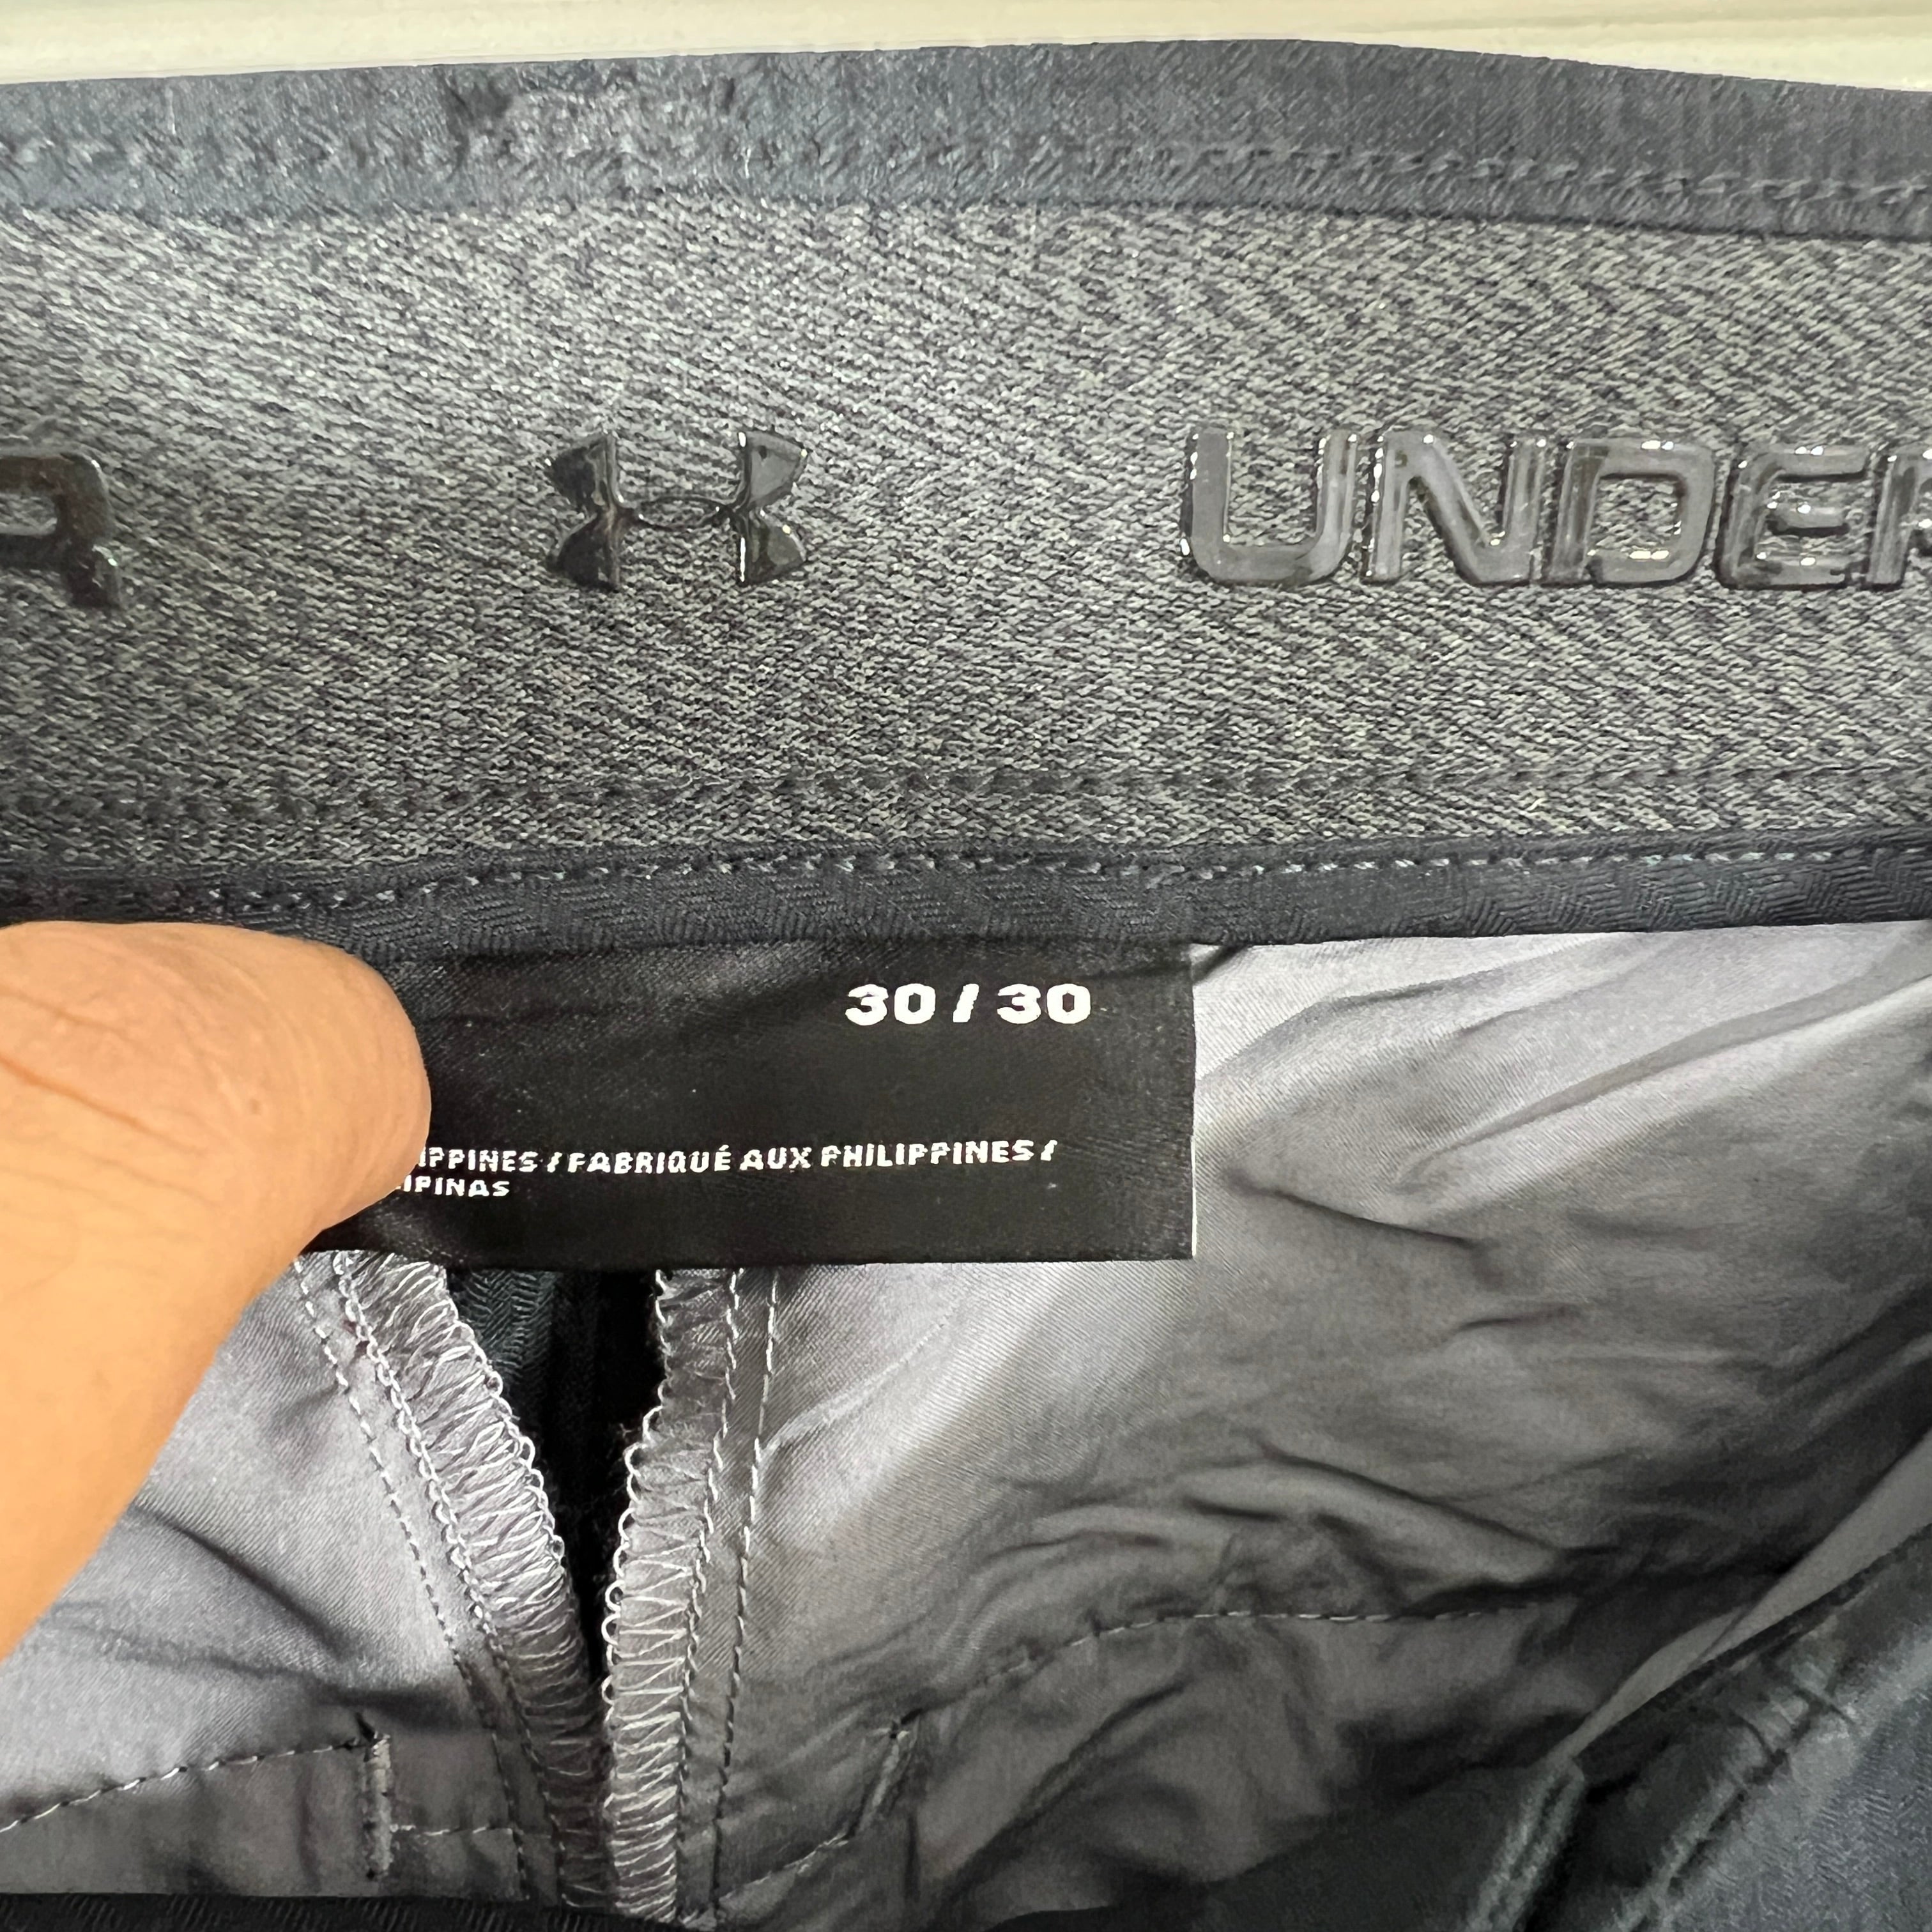 UNDER
30 / 30
IPPINES / FABRIQUÉ AUX PHILIPPINES /
IPINAS